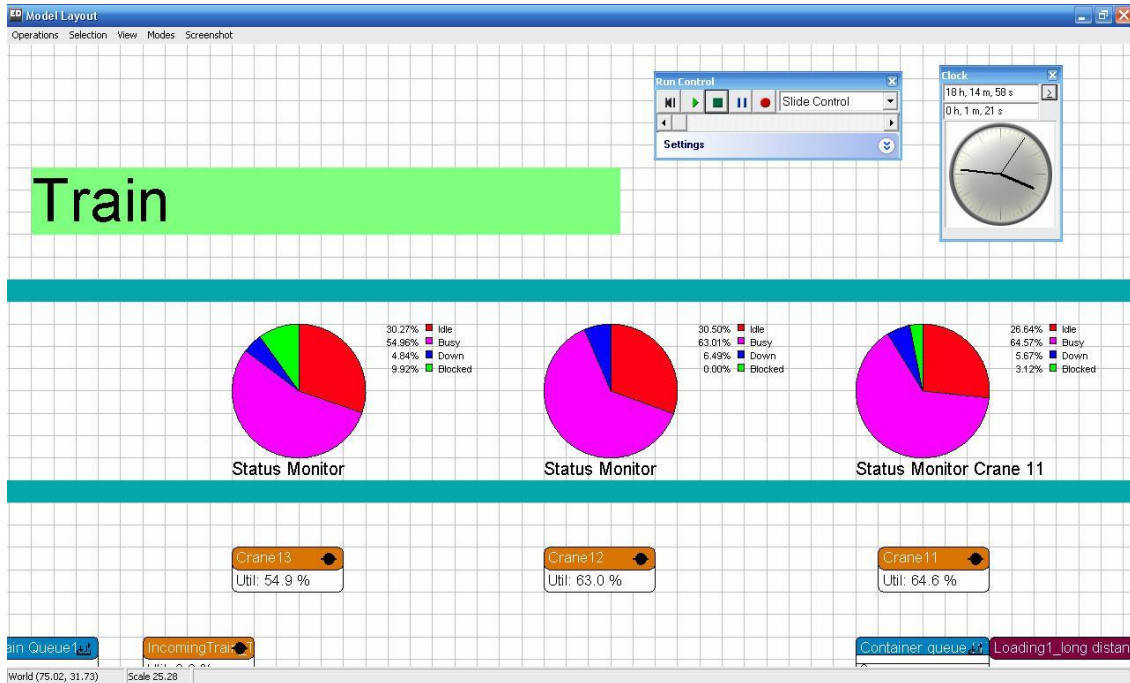 Model Layout
Operations Selection View Modes Screenshot
Run Control
Slide Control
Settings
Clock
18 h, 14 m, 58 s
0 h, 1 m, 21 s
Train
30.27% Idle
54.96% Busy
4.84% Down
9.92% Blocked
Status Monitor
30.50% Idle
63.01% Busy
6.49% Down
0.00% Blocked
Status Monitor
26.64% Idle
64.57% Busy
5.67% Down
3.12% Blocked
Status Monitor Crane 11
Crane13
Util: 54.9 %
Crane12
Util: 63.0 %
Crane11
Util: 64.6 %
ain Queue1
IncomingTrai
Container queue
Loading1_long distan
World (75.02, 31.73) Scale 25.28